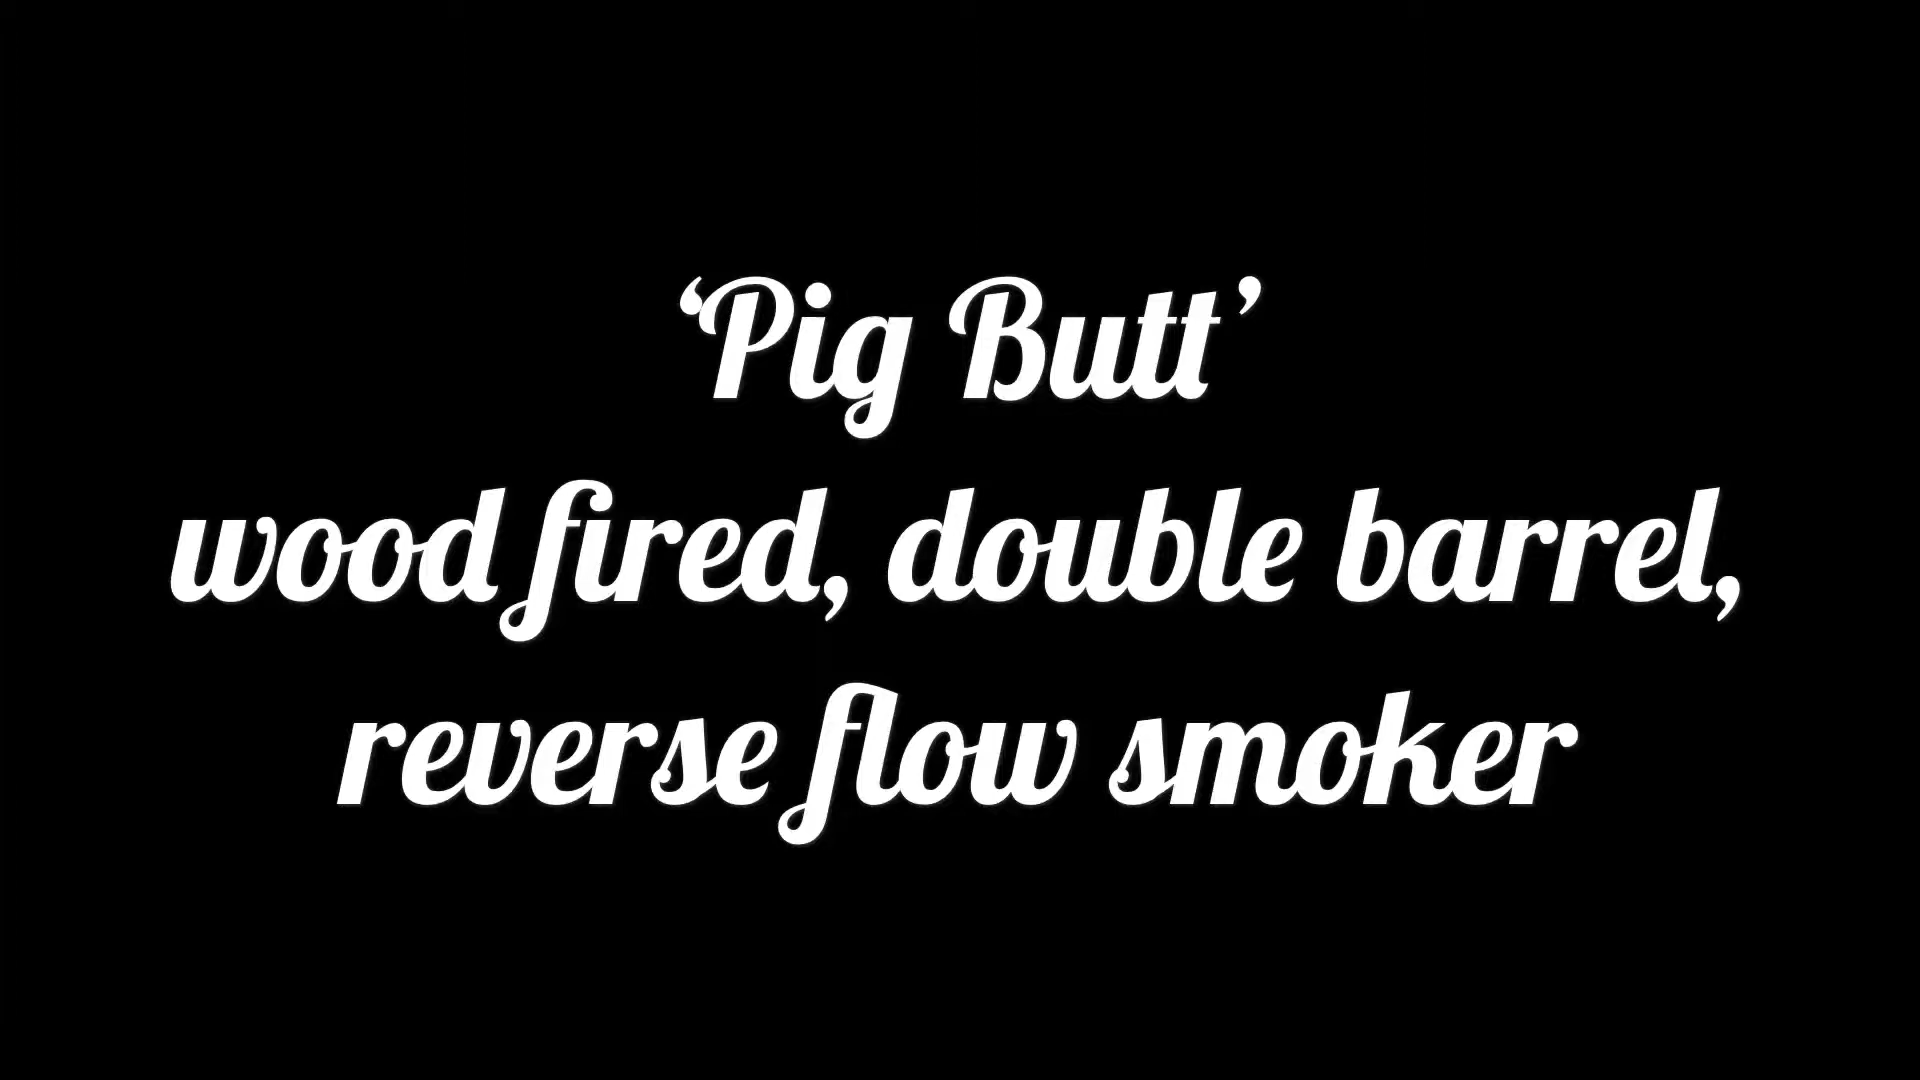 ‘Pig Butt’
wood fired, double barrel,
reverse flow smoker